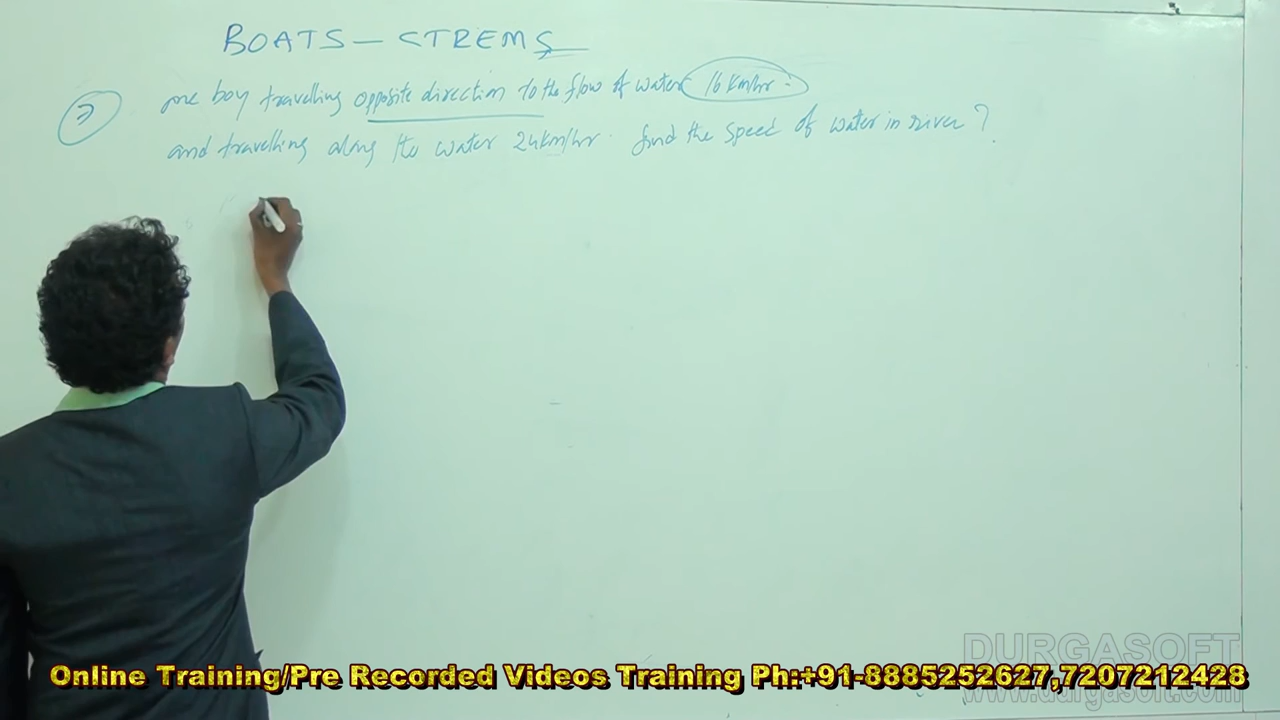 BOATS - STREMS
2) one boy travelling opposite direction to the flow of water 16 km/hr.
and travelling along the water 24km/hr. find the speed of water in river?
DURGASOFT
www.durgasoft.com
Online Training/Pre Recorded Videos Training Ph:+91-8885252627,7207212428